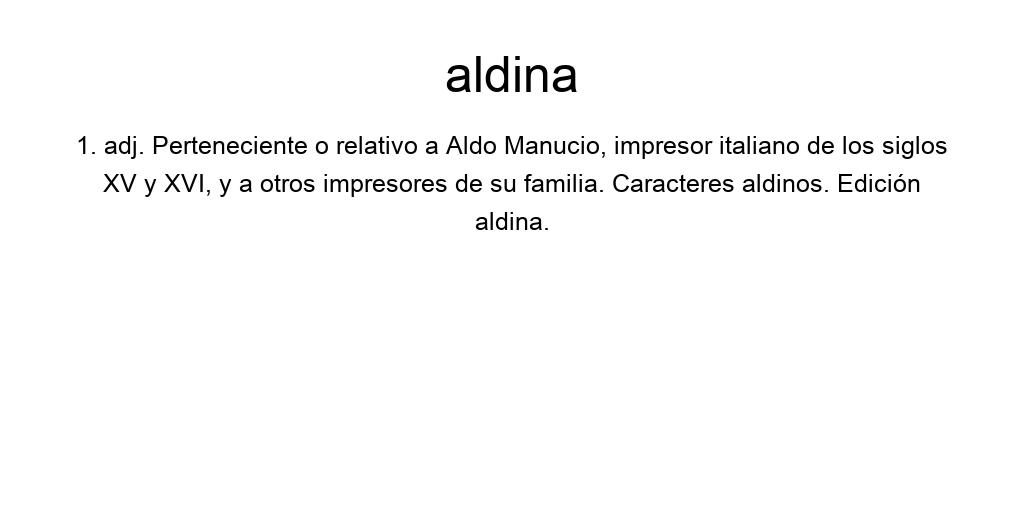 aldina
1. adj. Perteneciente o relativo a Aldo Manucio, impresor italiano de los siglos
XV y XVI, y a otros impresores de su familia. Caracteres aldinos. Edición
aldina.